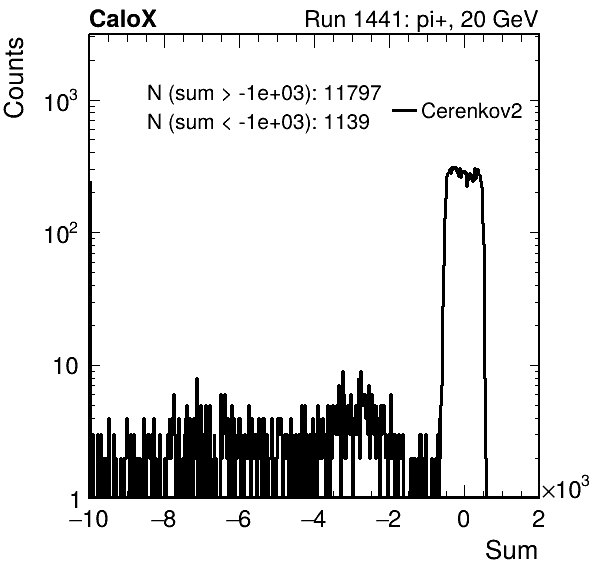 CaloX Run 1441: pi+, 20 GeV
Counts
N (sum > -1e+03): 11797
N (sum < -1e+03): 1139
Cerenkov2
10³
10²
10
1
−10 −8 −6 −4 −2 0 2
×10³
Sum